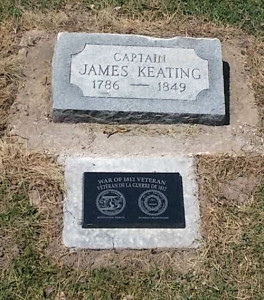 CAPTAIN
JAMES KEATING
1786 — 1849
WAR OF 1812 VETERAN
VÉTÉRAN DE LA GUERRE DE 1812